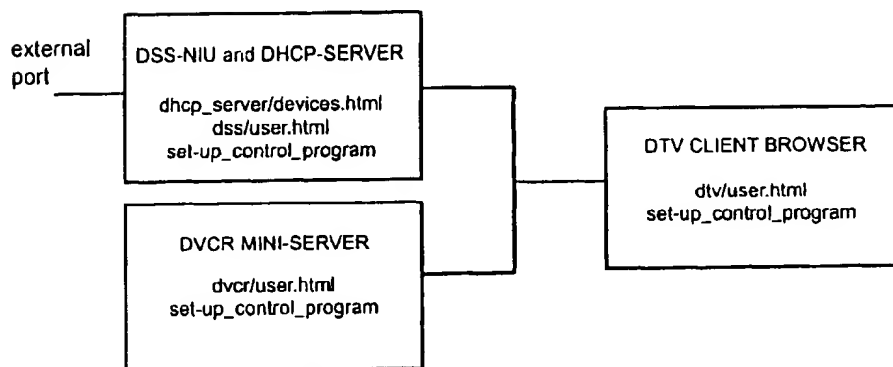 external
port
DSS-NIU and DHCP-SERVER
dhcp_server/devices.html
dss/user.html
set-up_control_program
DVCR MINI-SERVER
dvcr/user.html
set-up_control_program
DTV CLIENT BROWSER
dtv/user.html
set-up_control_program